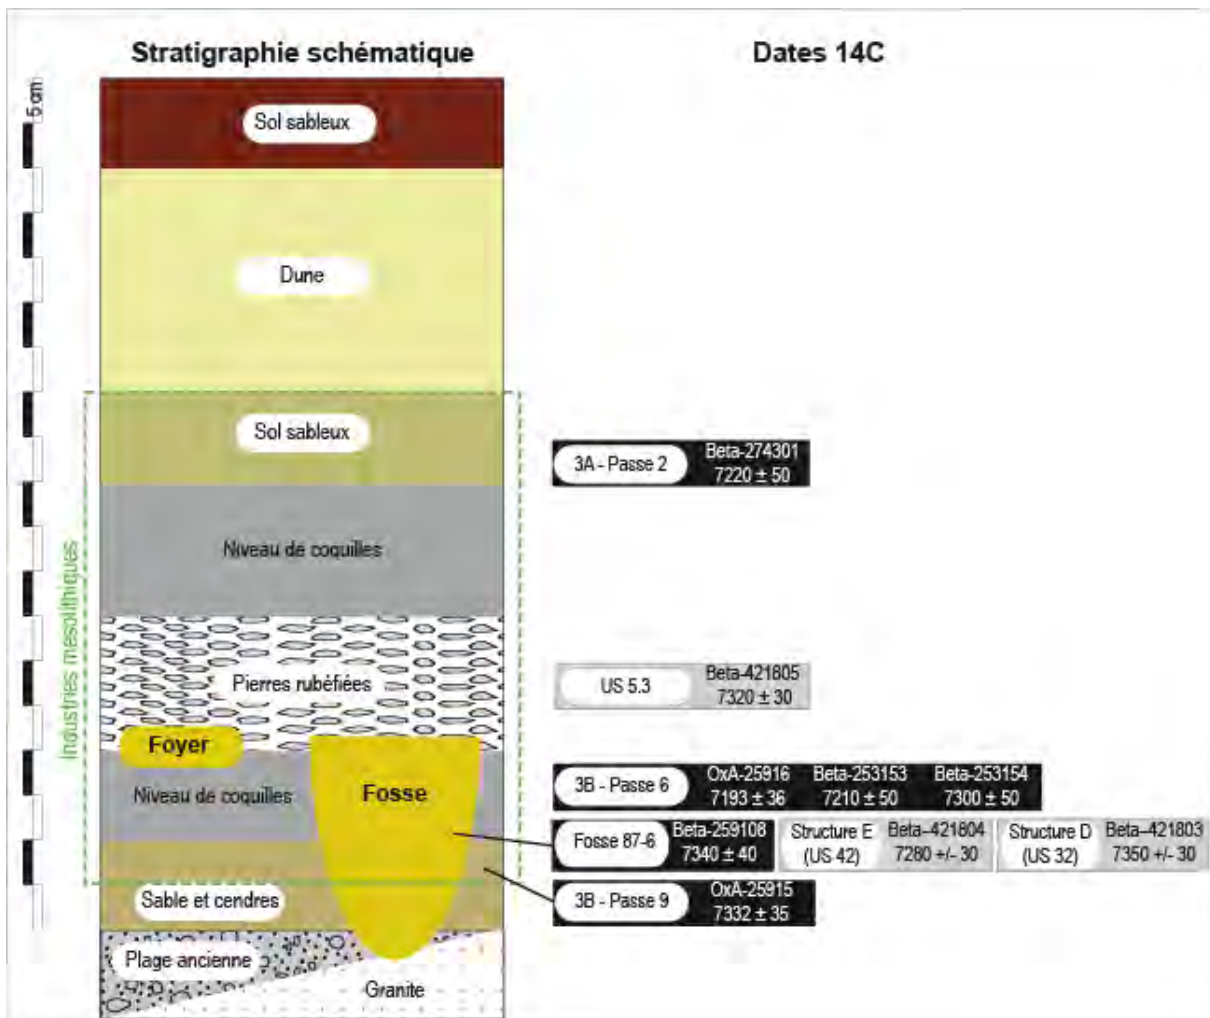 Stratigraphie schématique
Dates 14C
5 cm
Sol sableux
Dune
Sol sableux
3A - Passe 2
Beta-274301
7220 ± 50
Niveau de coquilles
Industries mésolithiques
Pierres rubéfiées
US 5.3
Beta-421805
7320 ± 30
Foyer
Niveau de coquilles
Fosse
3B - Passe 6
OxA-25916
7193 ± 36
Beta-253153
7210 ± 50
Beta-253154
7300 ± 50
Fosse 87-6
Beta-259108
7340 ± 40
Structure E
(US 42)
Beta–421804
7280 +/- 30
Structure D
(US 32)
Beta–421803
7350 +/- 30
Sable et cendres
3B - Passe 9
OxA-25915
7332 ± 35
Plage ancienne
Granite